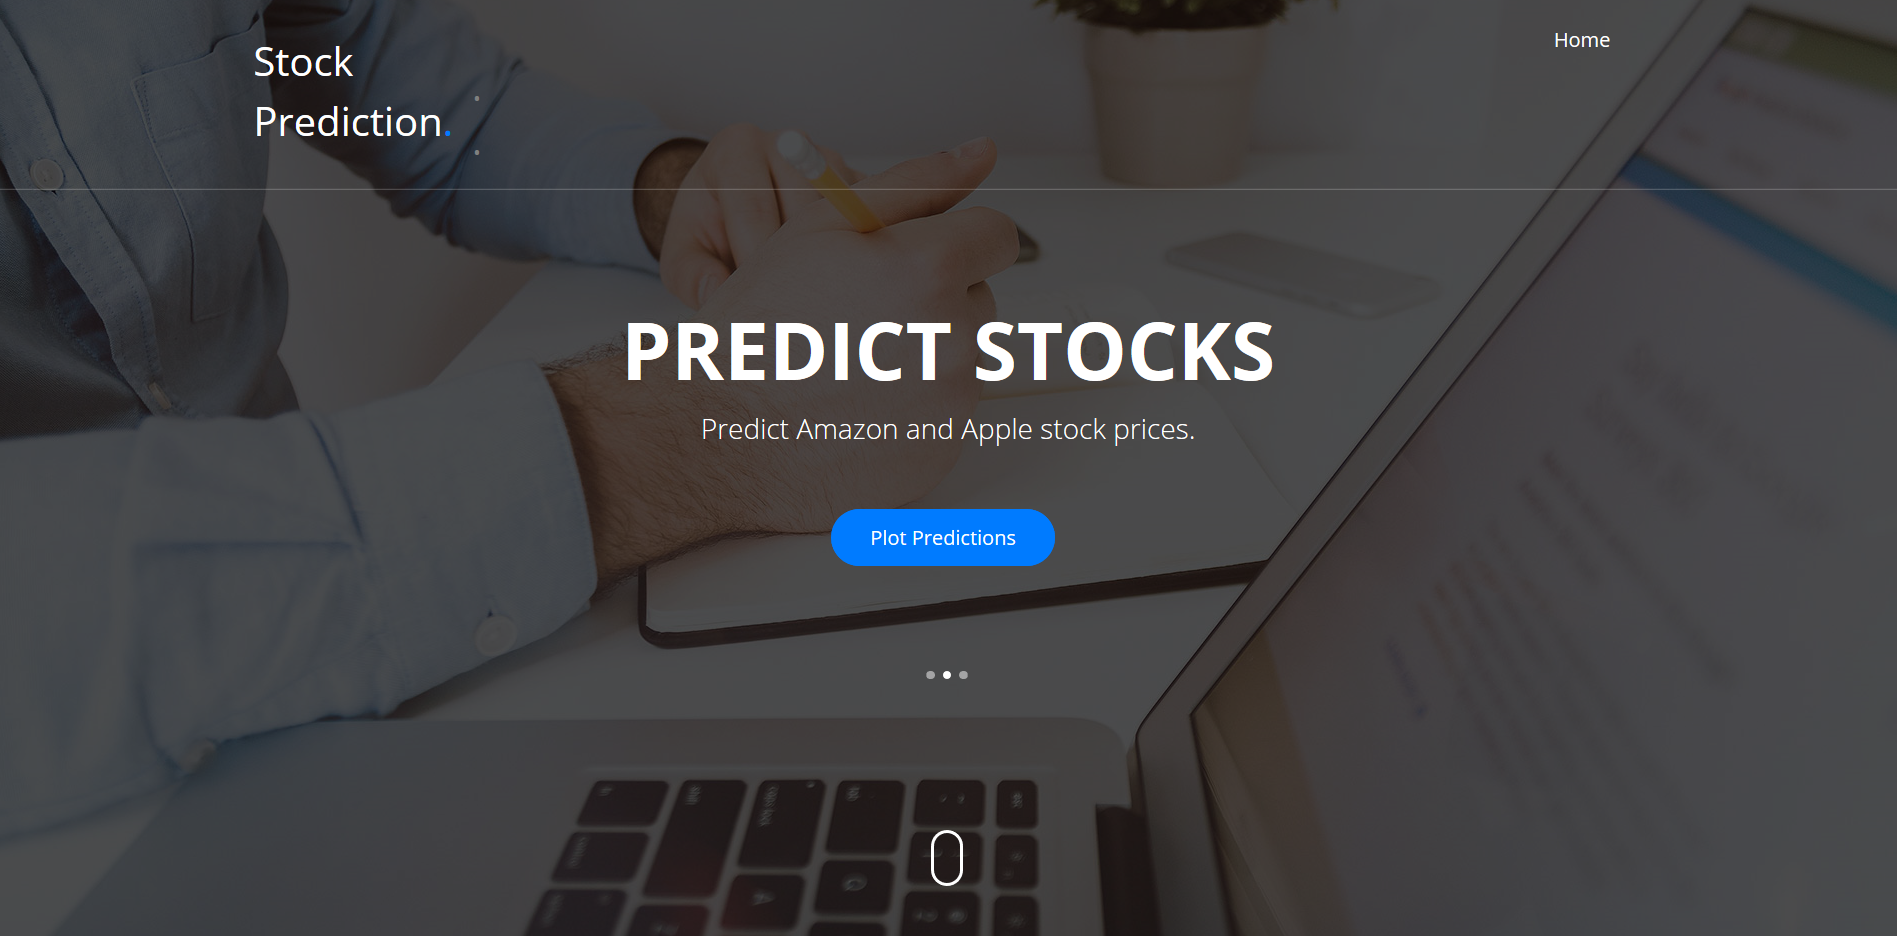 Stock
Prediction.
Home
PREDICT STOCKS
Predict Amazon and Apple stock prices.
Plot Predictions